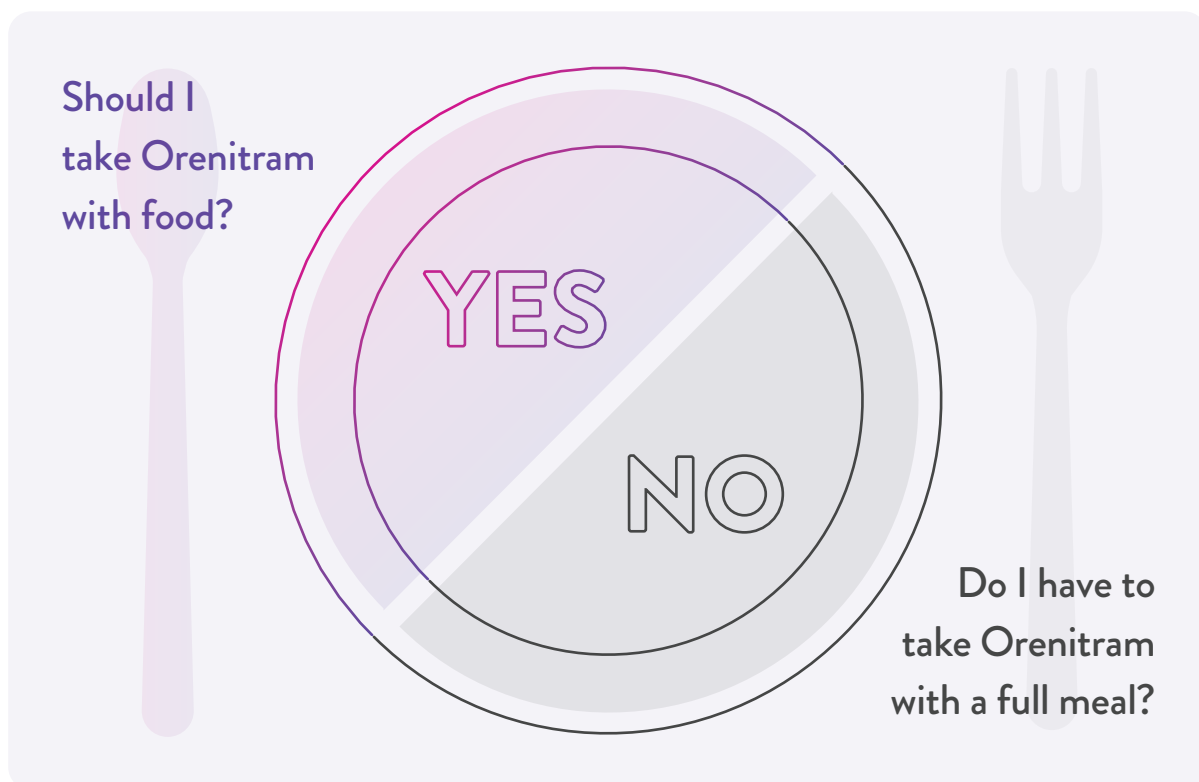 Should I
take Orenitram
with food?
YES
NO
Do I have to
take Orenitram
with a full meal?